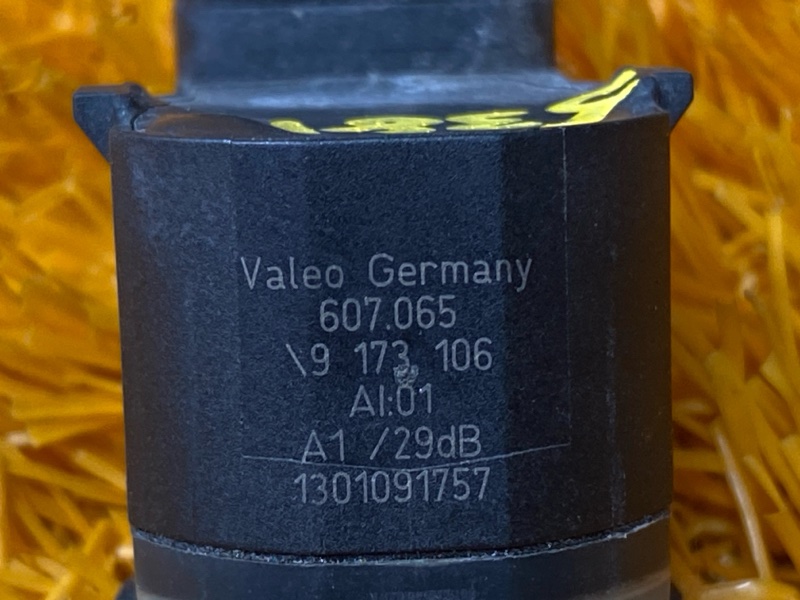 Valeo Germany
607.065
\9 173 106
AI:01
A1 /29dB
1301091757